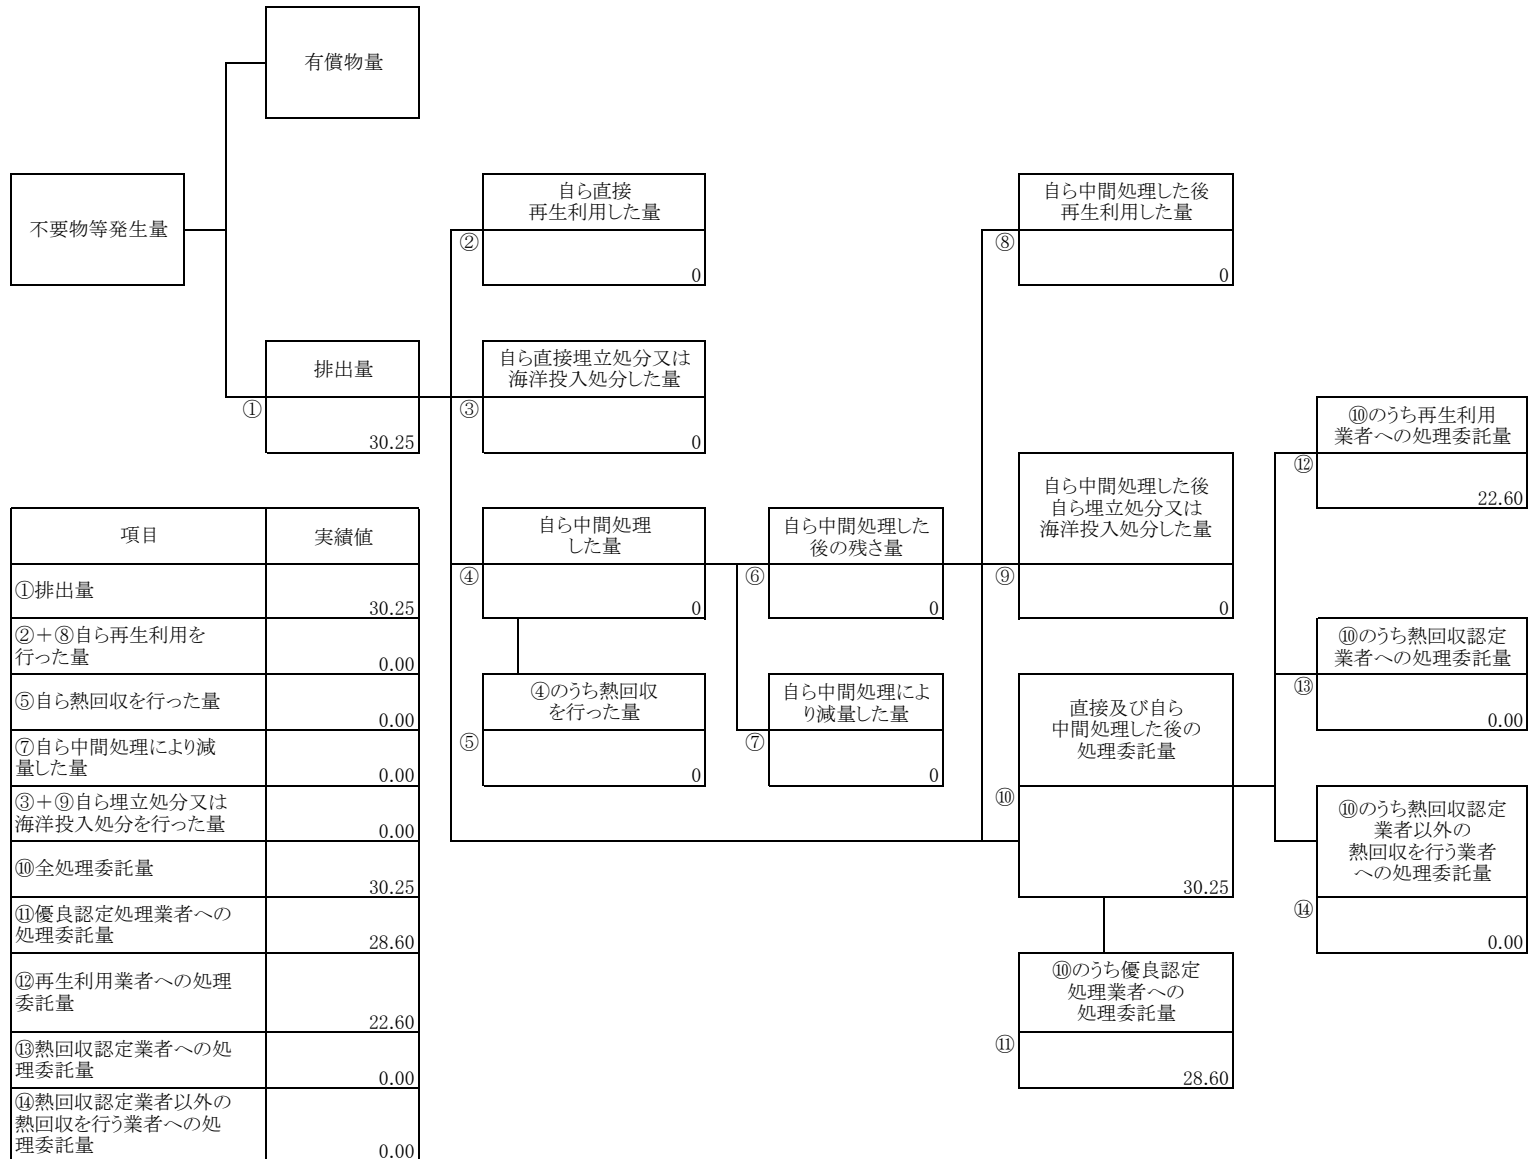 有償物量
不要物等発生量
自ら直接
再生利用した量
②
0
自ら中間処理した後
再生利用した量
⑧
0
排出量
①
30.25
自ら直接埋立処分又は
海洋投入処分した量
③
0
⑩のうち再生利用
業者への処理委託量
⑫
22.60
自ら中間処理
した量
④
0
自ら中間処理した
後の残さ量
⑥
0
自ら中間処理した後
自ら埋立処分又は
海洋投入処分した量
⑨
0
⑩のうち熱回収認定
業者への処理委託量
⑬
0.00
④のうち熱回収
を行った量
⑤
0
自ら中間処理によ
り減量した量
⑦
0
直接及び自ら
中間処理した後の
処理委託量
⑩
30.25
⑩のうち熱回収認定
業者以外の
熱回収を行う業者
への処理委託量
⑭
0.00
⑩のうち優良認定
処理業者への
処理委託量
⑪
28.60
項目 実績値
①排出量
30.25
②+⑧自ら再生利用を
行った量
0.00
⑤自ら熱回収を行った量
0.00
⑦自ら中間処理により減
量した量
0.00
③+⑨自ら埋立処分又は
海洋投入処分を行った量
0.00
⑩全処理委託量
30.25
⑪優良認定処理業者への
処理委託量
28.60
⑫再生利用業者への処理
委託量
22.60
⑬熱回収認定業者への処
理委託量
0.00
⑭熱回収認定業者以外の
熱回収を行う業者への処
理委託量
0.00